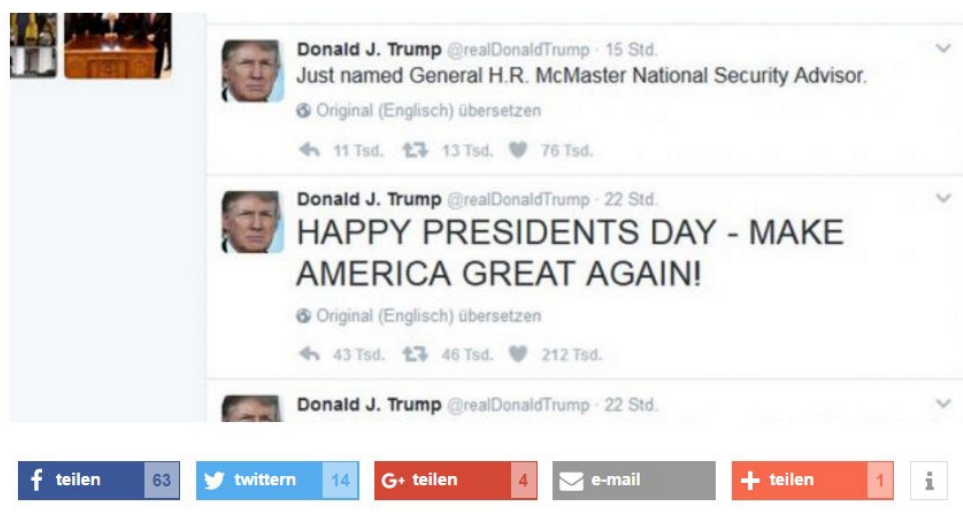 Donald J. Trump @realDonaldTrump · 15 Std.
Just named General H.R. McMaster National Security Advisor.
Original (Englisch) übersetzen
11 Tsd. 13 Tsd. 76 Tsd.
Donald J. Trump @realDonaldTrump · 22 Std.
HAPPY PRESIDENTS DAY - MAKE
AMERICA GREAT AGAIN!
Original (Englisch) übersetzen
43 Tsd. 46 Tsd. 212 Tsd.
Donald J. Trump @realDonaldTrump · 22 Std.
f teilen 63 twittern 14 G+ teilen 4 e-mail + teilen 1 i